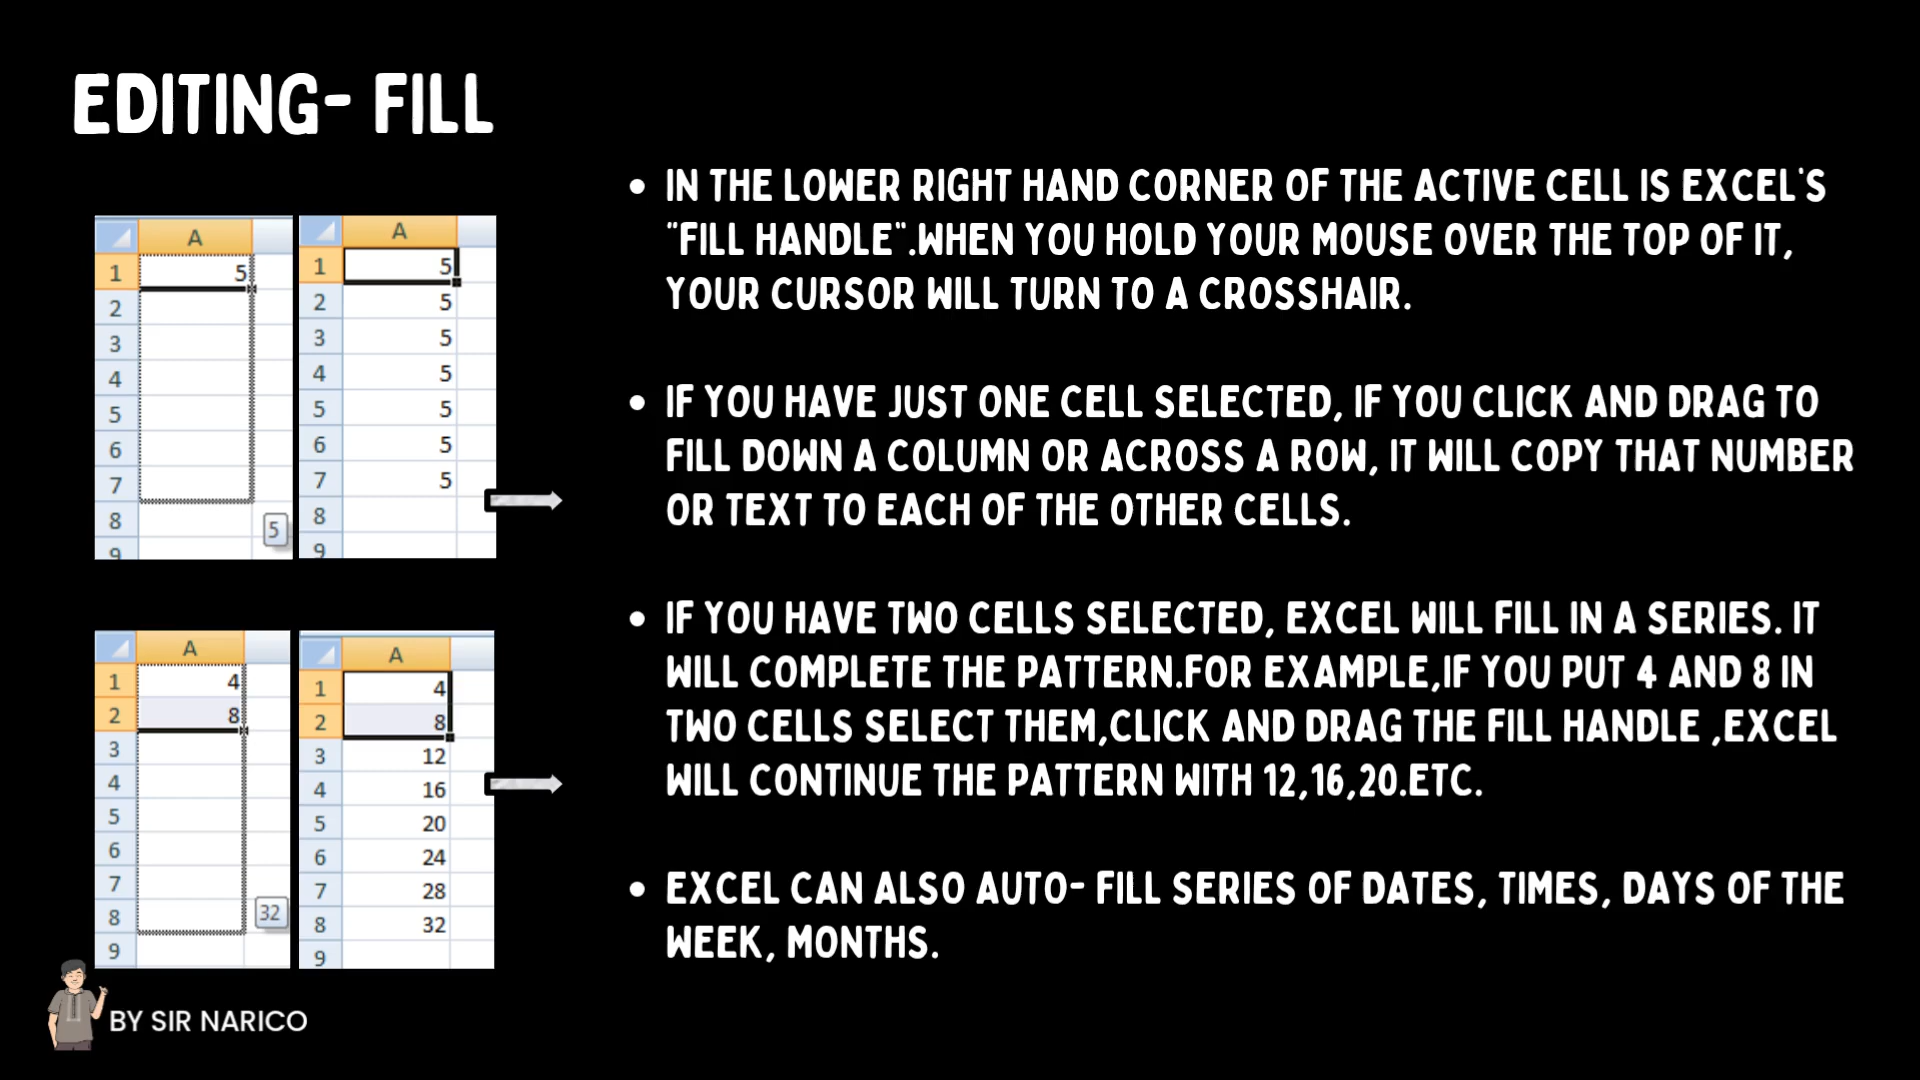 EDITING- FILL
• IN THE LOWER RIGHT HAND CORNER OF THE ACTIVE CELL IS EXCEL'S
"FILL HANDLE".WHEN YOU HOLD YOUR MOUSE OVER THE TOP OF IT,
YOUR CURSOR WILL TURN TO A CROSSHAIR.
• IF YOU HAVE JUST ONE CELL SELECTED, IF YOU CLICK AND DRAG TO
FILL DOWN A COLUMN OR ACROSS A ROW, IT WILL COPY THAT NUMBER
OR TEXT TO EACH OF THE OTHER CELLS.
• IF YOU HAVE TWO CELLS SELECTED, EXCEL WILL FILL IN A SERIES. IT
WILL COMPLETE THE PATTERN.FOR EXAMPLE,IF YOU PUT 4 AND 8 IN
TWO CELLS SELECT THEM,CLICK AND DRAG THE FILL HANDLE ,EXCEL
WILL CONTINUE THE PATTERN WITH 12,16,20.ETC.
• EXCEL CAN ALSO AUTO- FILL SERIES OF DATES, TIMES, DAYS OF THE
WEEK, MONTHS.
A
1 5
2
3
4
5
6
7
8
5
9
A
1 5
2 5
3 5
4 5
5 5
6 5
7 5
8
9
A
1 4
2 8
3
4
5
6
7
8
32
9
A
1 4
2 8
3 12
4 16
5 20
6 24
7 28
8 32
9
BY SIR NARICO